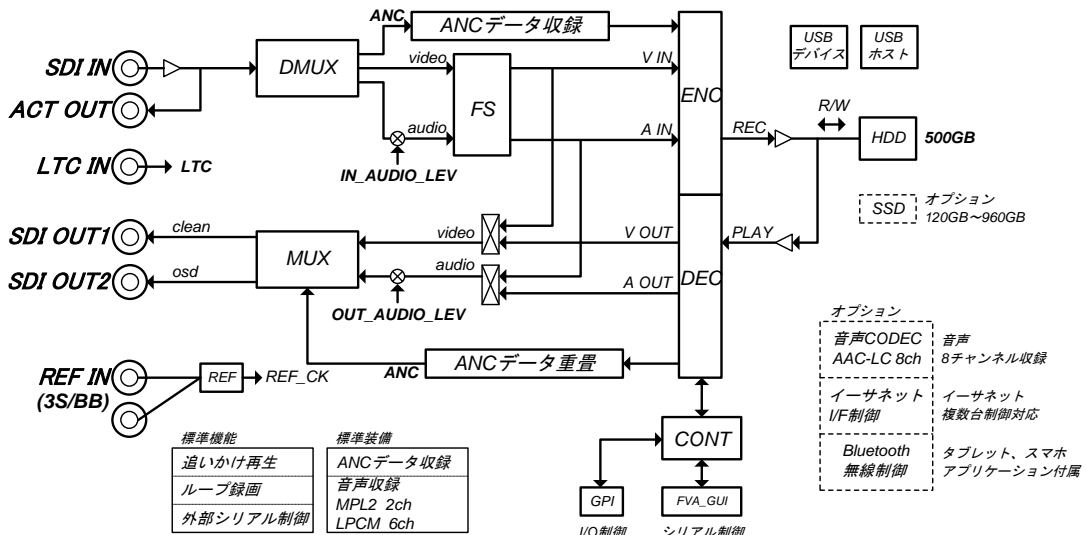 ANC
ANCデータ収録
USB
デバイス
USB
ホスト
SDI IN
DMUX
video
FS
V IN
ENC
ACT OUT
audio
A IN
REC
R/W
HDD
500GB
LTC IN
LTC
IN_AUDIO_LEV
SSD
オプション
120GB～960GB
SDI OUT1
clean
MUX
video
V OUT
PLAY
DEC
SDI OUT2
osd
audio
A OUT
OUT_AUDIO_LEV
オプション
音声CODEC
AAC-LC 8ch
音声
8チャンネル収録
ANC
ANCデータ重畳
REF IN
(3S/BB)
REF
REF_CK
イーサネット
I/F制御
イーサネット
複数台制御対応
CONT
Bluetooth
無線制御
タブレット、スマホ
アプリケーション付属
標準機能
追いかけ再生
ループ録画
外部シリアル制御
標準装備
ANCデータ収録
音声収録
MPL2 2ch
LPCM 6ch
GPI
FVA_GUI
I/O制御
シリアル制御